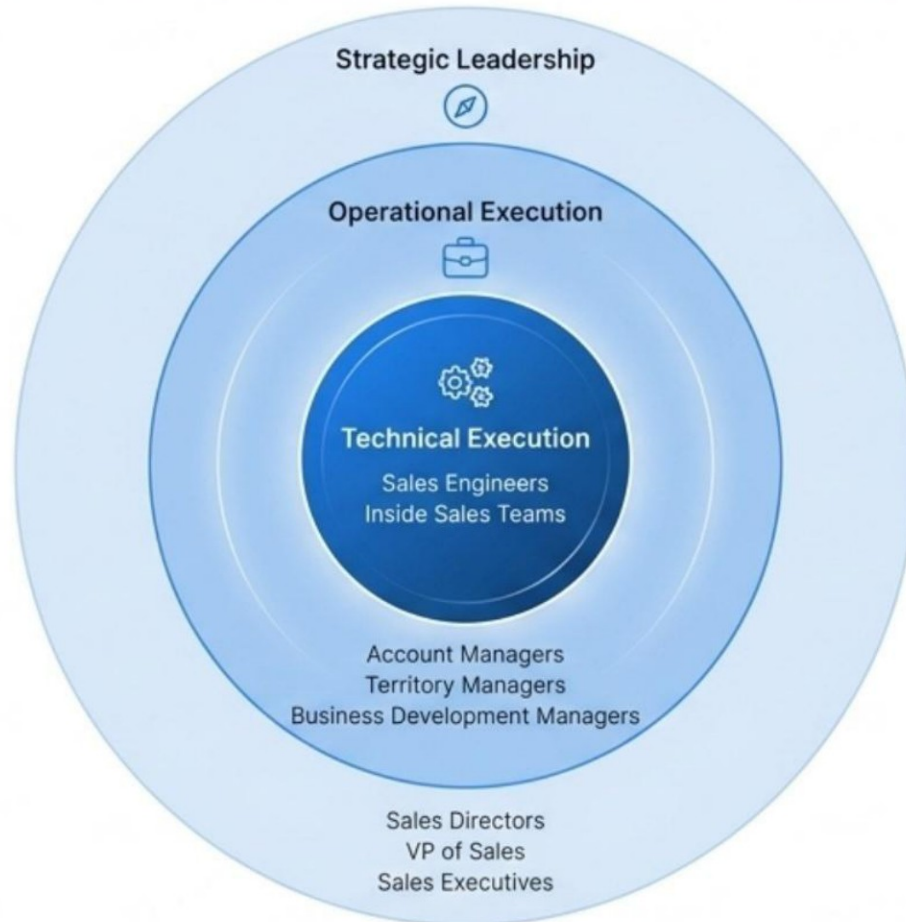 Strategic Leadership
Operational Execution
Technical Execution
Sales Engineers
Inside Sales Teams
Account Managers
Territory Managers
Business Development Managers
Sales Directors
VP of Sales
Sales Executives